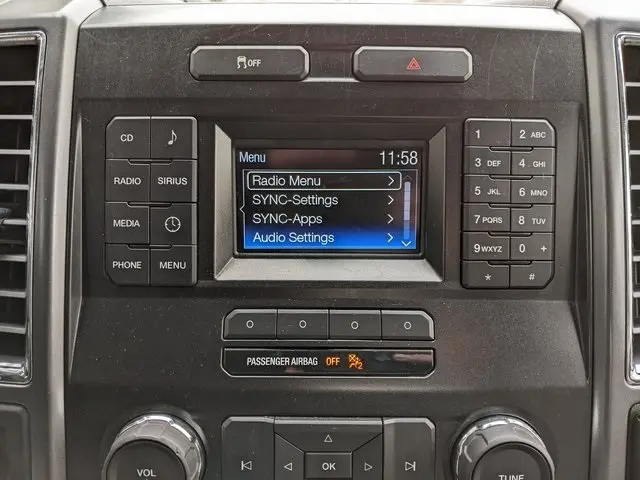 OFF
CD
RADIO SIRIUS
MEDIA
PHONE MENU
Menu 11:58
Radio Menu >
SYNC-Settings >
SYNC-Apps >
Audio Settings >
1 2 ABC
3 DEF 4 GHI
5 JKL 6 MNO
7 PQRS 8 TUV
9 WXYZ 0 +
* #
PASSENGER AIRBAG OFF 2
VOL
OK
TUNE